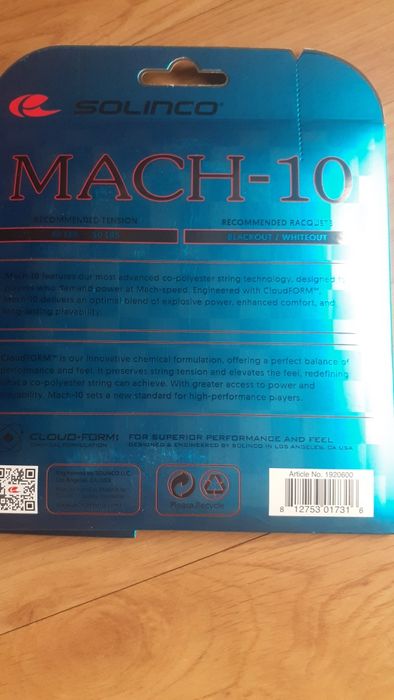 SOLINCO
MACH-10
RECOMMENDED TENSION
RECOMMENDED RACQUETS
BLACKOUT / WHITEOUT
Mach-10 features our most advanced co-polyester string technology, designed
players who demand power at Mach-speed. Engineered with CloudFORM™
Mach-10 delivers an optimal blend of explosive power, enhanced comfort, and
long-lasting playability.
CloudFORM™ is our innovative chemical formulation, offering a perfect balance of
performance and feel. It preserves string tension and elevates the feel, redefining
what a co-polyester string can achieve. With greater access to power and
Mach-10 sets a new standard for high-performance players.
CLOUD-FORM
CHEMICAL FORMULATION
FOR SUPERIOR PERFORMANCE AND FEEL
DESIGNED & ENGINEERED BY SOLINCO IN LOS ANGELES, CA USA
Engineered by SOLINCO LLC
Los Angeles, CA USA
Please Recycle
Article No. 1920600
8 12753 01731 6